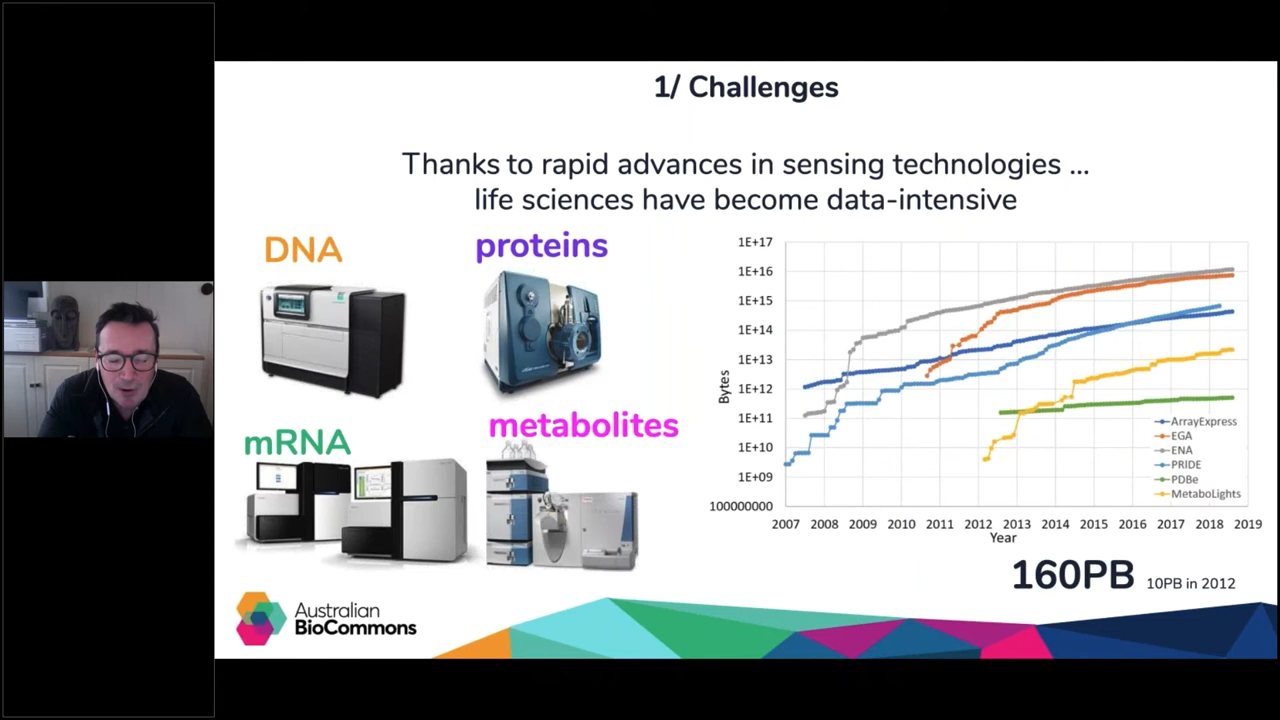 1/ Challenges
Thanks to rapid advances in sensing technologies ...
life sciences have become data-intensive
DNA
proteins
mRNA
metabolites
1E+17
1E+16
1E+15
1E+14
1E+13
1E+12
1E+11
1E+10
1E+09
100000000
Bytes
2007 2008 2009 2010 2011 2012 2013 2014 2015 2016 2017 2018 2019
Year
ArrayExpress
EGA
ENA
PRIDE
PDBe
MetaboLights
160PB 10PB in 2012
Australian
BioCommons